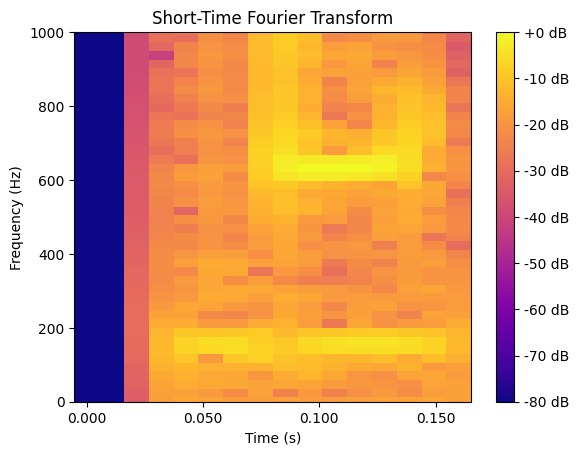 Short-Time Fourier Transform
1000
800
600
400
200
0
Frequency (Hz)
0.000
0.050
0.100
0.150
Time (s)
+0 dB
-10 dB
-20 dB
-30 dB
-40 dB
-50 dB
-60 dB
-70 dB
-80 dB